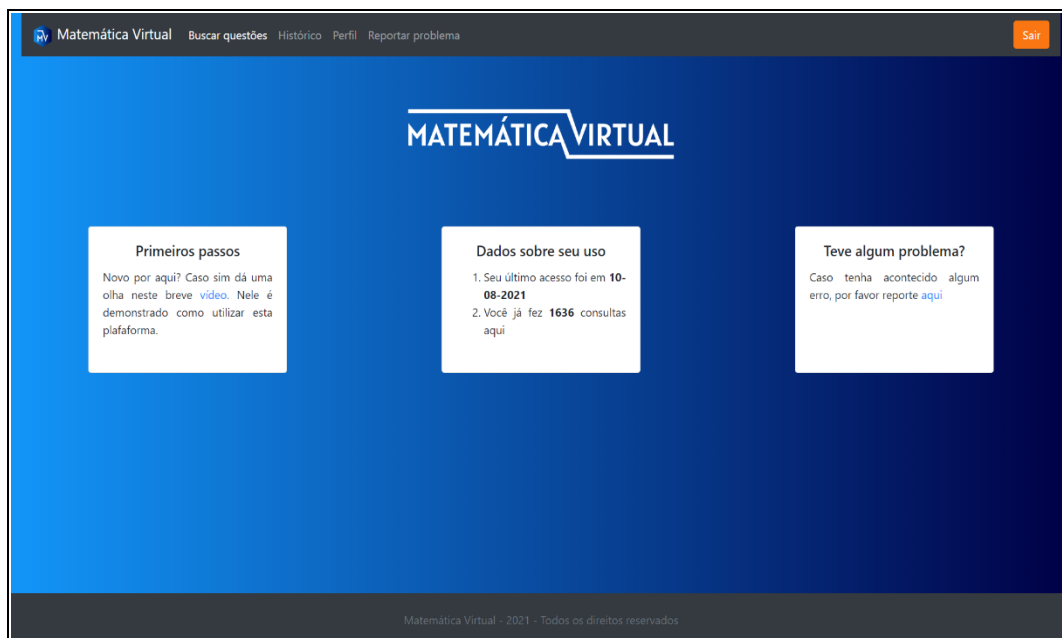 MV Matemática Virtual Buscar questões Histórico Perfil Reportar problema Sair
MATEMÁTICA VIRTUAL
Primeiros passos
Novo por aqui? Caso sim dá uma
olha neste breve vídeo. Nele é
demonstrado como utilizar esta
plafaforma.
Dados sobre seu uso
1. Seu último acesso foi em 10-
08-2021
2. Você já fez 1636 consultas
aqui
Teve algum problema?
Caso tenha acontecido algum
erro, por favor reporte aqui
Matemática Virtual - 2021 - Todos os direitos reservados